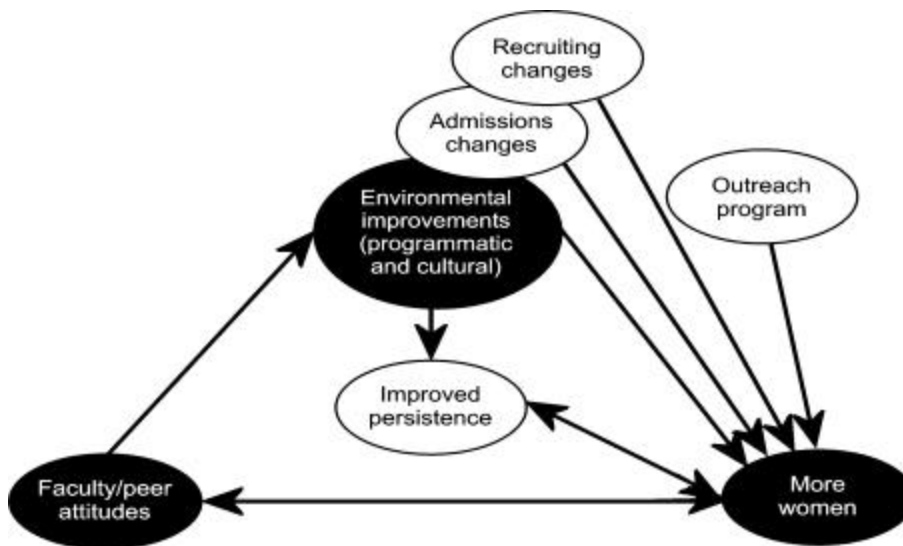 Recruiting
changes
Admissions
changes
Environmental
improvements
(programmatic
and cultural)
Outreach
program
Improved
persistence
Faculty/peer
attitudes
More
women